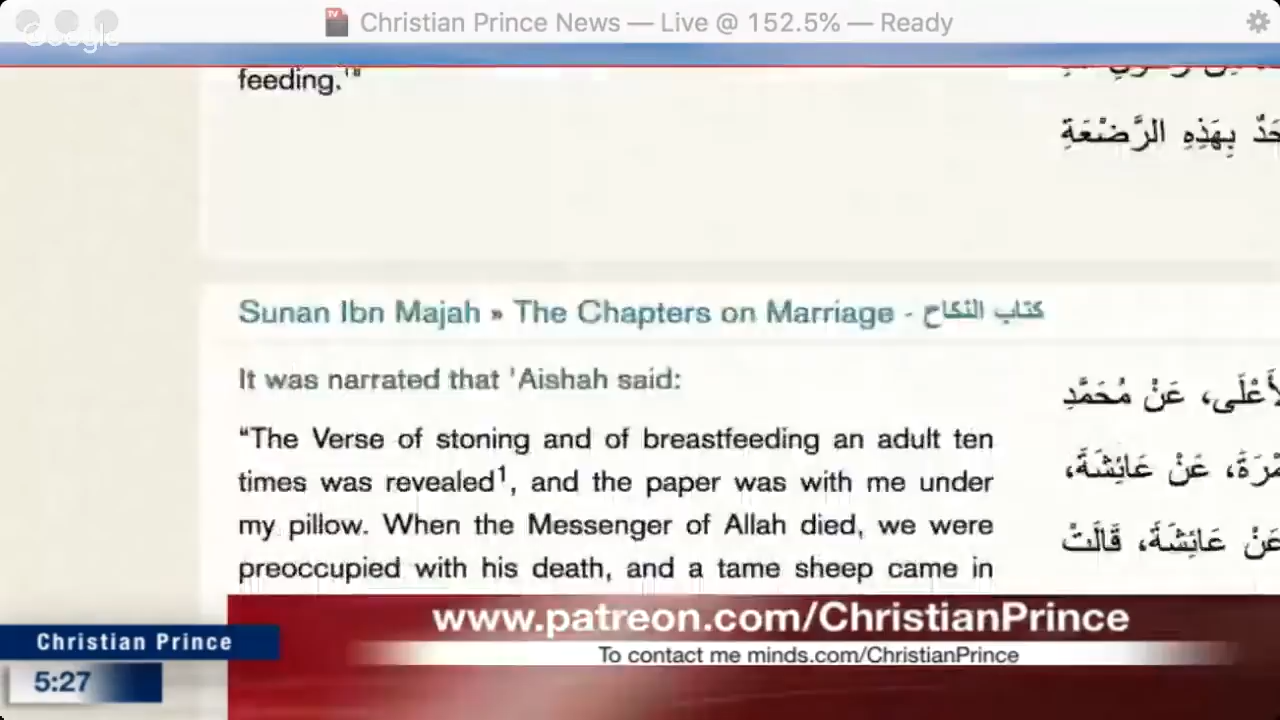 Christian Prince News — Live @ 152.5% — Ready
Google
feeding.'"
بِهَذِهِ الرَّضْعَةِ
Sunan Ibn Majah » The Chapters on Marriage - كتاب النكاح
It was narrated that 'Aishah said:
“The Verse of stoning and of breastfeeding an adult ten
times was revealed¹, and the paper was with me under
my pillow. When the Messenger of Allah died, we were
preoccupied with his death, and a tame sheep came in
عَنْ مُحَمَّدِ
عَنْ عَائِشَةَ،
عَنْ عَائِشَةَ، قَالَتْ
www.patreon.com/ChristianPrince
Christian Prince
To contact me minds.com/ChristianPrince
5:27